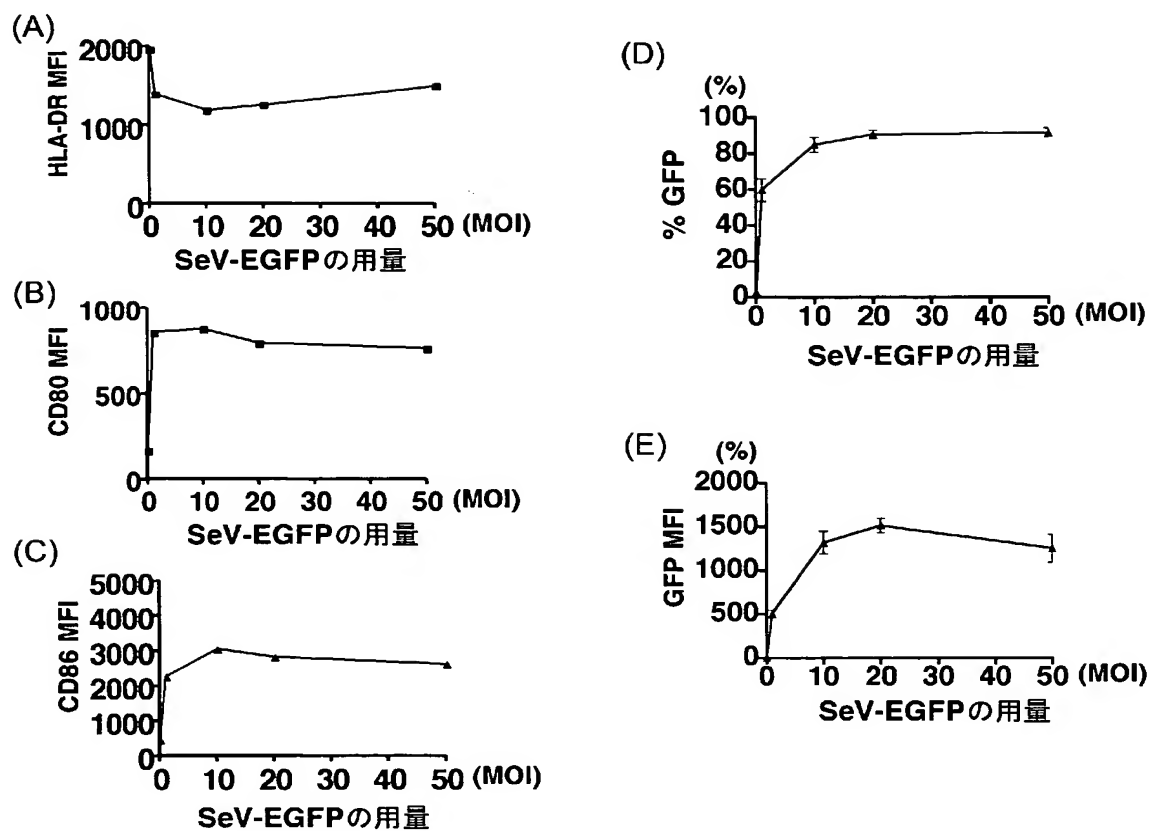 (A)
HLA-DR MFI
2000
1000
0
0 10 20 30 40 50 (MOI)
SeV-EGFPの用量
(B)
CD80 MFI
1000
500
0
0 10 20 30 40 50 (MOI)
SeV-EGFPの用量
(C)
CD86 MFI
5000
4000
3000
2000
1000
0
0 10 20 30 40 50 (MOI)
SeV-EGFPの用量
(D)
(%)
% GFP
100
80
60
40
20
0
0 10 20 30 40 50 (MOI)
SeV-EGFPの用量
(E)
(%)
GFP MFI
2000
1500
1000
500
0
0 10 20 30 40 50 (MOI)
SeV-EGFPの用量